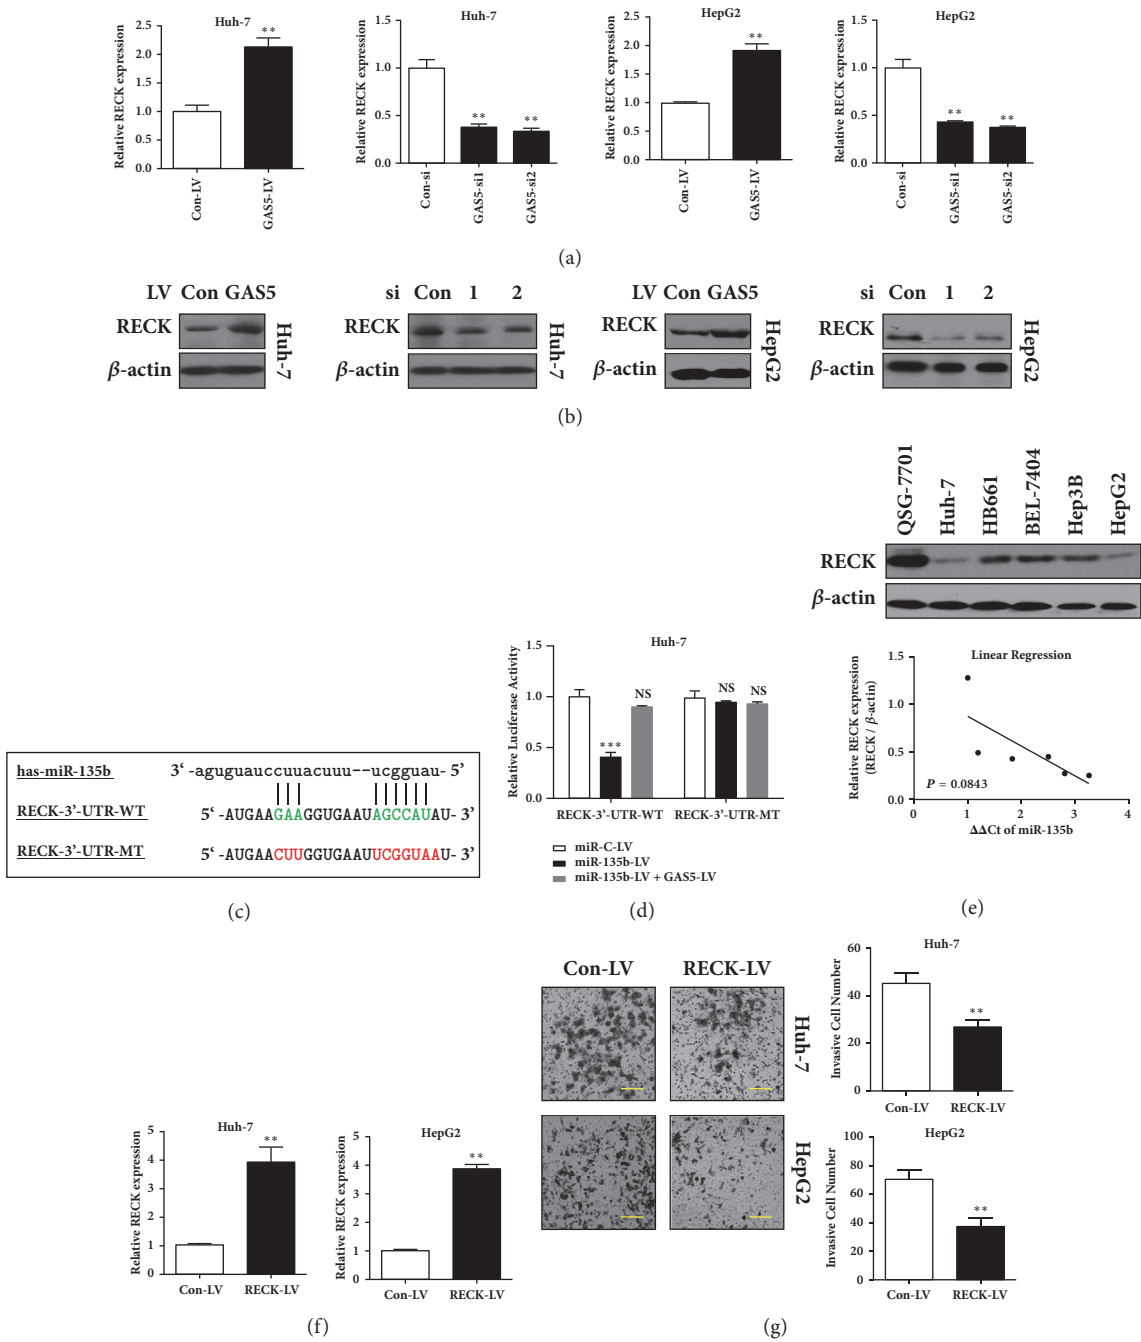 Huh-7
Relative RECK expression
2.5
2.0
1.5
1.0
0.5
0.0
**
Con-LV
GAS5-LV
Huh-7
Relative RECK expression
1.5
1.0
0.5
0.0
**
**
Con-si
GAS5-si1
GAS5-si2
HepG2
Relative RECK expression
2.5
2.0
1.5
1.0
0.5
0.0
**
Con-LV
GAS5-LV
HepG2
Relative RECK expression
1.5
1.0
0.5
0.0
**
**
Con-si
GAS5-si1
GAS5-si2
(a)
LV Con GAS5
RECK
β-actin
Huh-7
si Con 1 2
RECK
β-actin
Huh-7
LV Con GAS5
RECK
β-actin
HepG2
si Con 1 2
RECK
β-actin
HepG2
(b)
has-miR-135b 3‘-aguguauccuuacuuu--ucgguau- 5’
RECK-3’-UTR-WT 5‘ -AUGAAGAAGGUGAAUAGCCAUAU- 3’
RECK-3’-UTR-MT 5‘ -AUGAACUUGGUGAAUUCGGUAAU- 3’
(c)
Huh-7
Relative Luciferase Activity
1.5
1.0
0.5
0.0
***
NS
NS
NS
RECK-3’-UTR-WT RECK-3’-UTR-MT
miR-C-LV
miR-135b-LV
miR-135b-LV + GAS5-LV
(d)
QSG-7701
Huh-7
HB661
BEL-7404
Hep3B
HepG2
RECK
β-actin
Linear Regression
Relative RECK expression
(RECK / β-actin)
1.5
1.0
0.5
0.0
P = 0.0843
0 1 2 3 4
ΔΔCt of miR-135b
(e)
Huh-7
Relative RECK expression
5
4
3
2
1
0
**
Con-LV RECK-LV
HepG2
Relative RECK expression
5
4
3
2
1
0
**
Con-LV RECK-LV
(f)
Con-LV RECK-LV
Huh-7
HepG2
Huh-7
Invasive Cell Number
60
40
20
0
**
Con-LV RECK-LV
HepG2
Invasive Cell Number
100
80
60
40
20
0
**
Con-LV RECK-LV
(g)